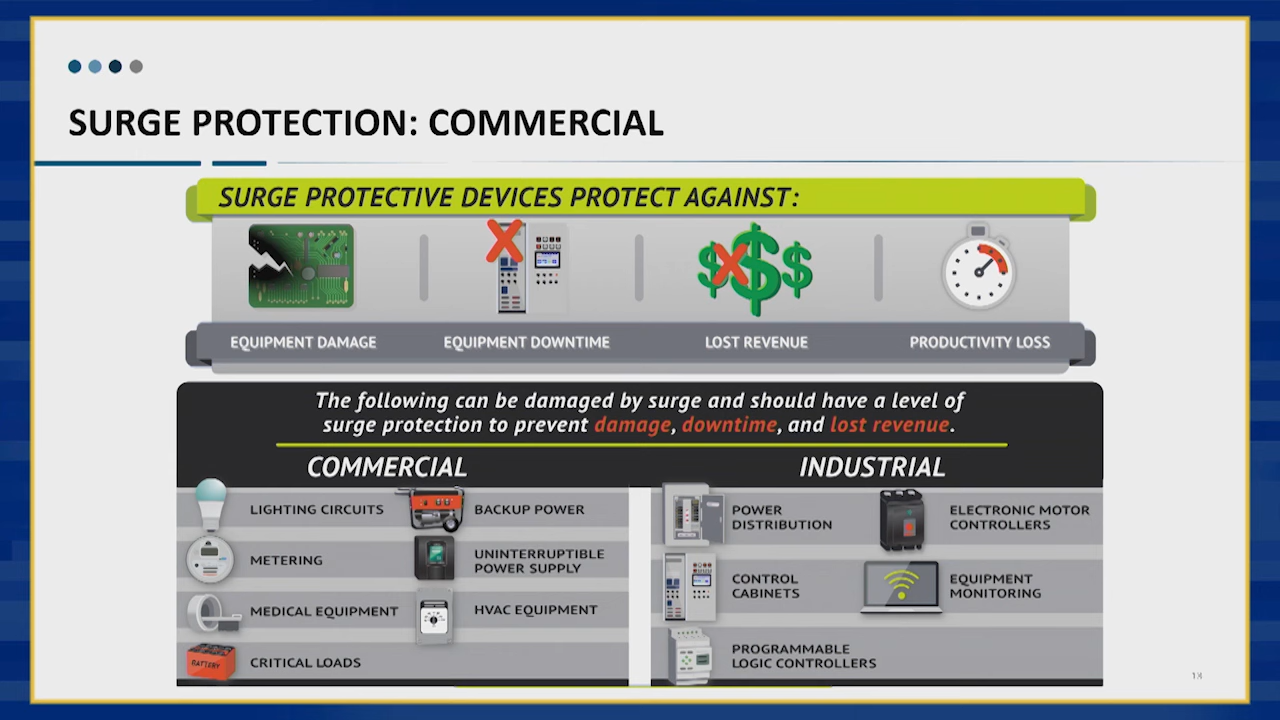 SURGE PROTECTION: COMMERCIAL
SURGE PROTECTIVE DEVICES PROTECT AGAINST:
EQUIPMENT DAMAGE
EQUIPMENT DOWNTIME
LOST REVENUE
PRODUCTIVITY LOSS
The following can be damaged by surge and should have a level of
surge protection to prevent damage, downtime, and lost revenue.
COMMERCIAL
LIGHTING CIRCUITS
BACKUP POWER
METERING
UNINTERRUPTIBLE
POWER SUPPLY
MEDICAL EQUIPMENT
HVAC EQUIPMENT
BATTERY
CRITICAL LOADS
INDUSTRIAL
POWER
DISTRIBUTION
ELECTRONIC MOTOR
CONTROLLERS
CONTROL
CABINETS
EQUIPMENT
MONITORING
PROGRAMMABLE
LOGIC CONTROLLERS